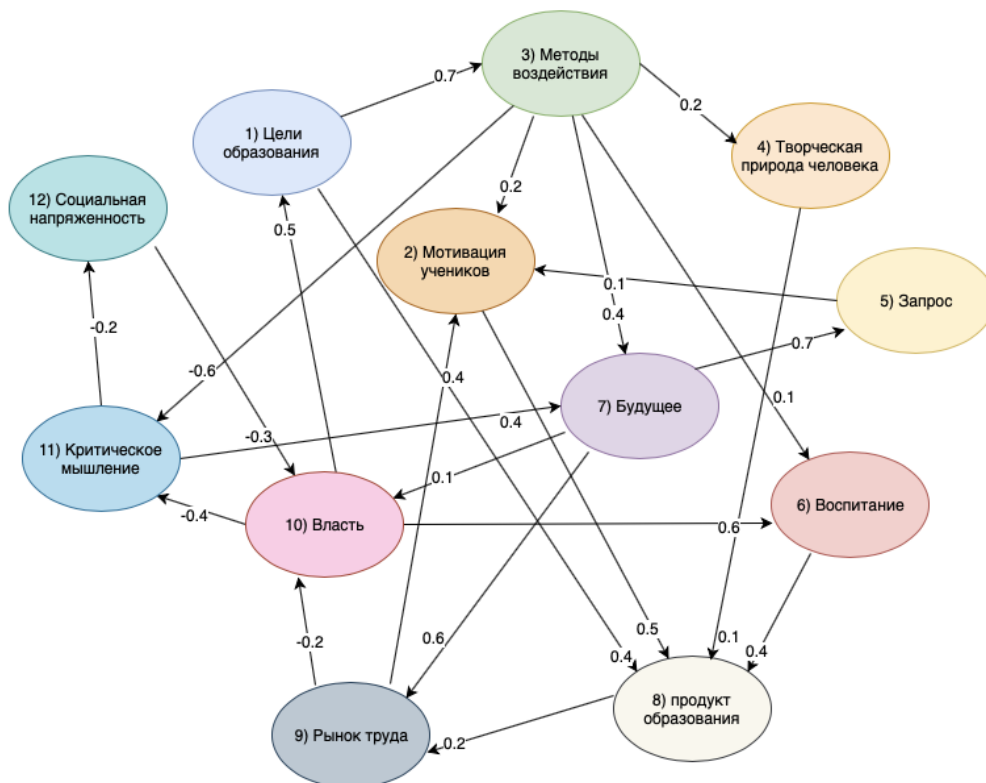 3) Методы
воздействия
0.7
0.2
1) Цели
образования
4) Творческая
природа человека
12) Социальная
напряженность
0.2
0.5
2) Мотивация
учеников
0.1
5) Запрос
0.4
-0.2
0.7
-0.6
0.4
0.1
7) Будущее
0.4
-0.3
11) Критическое
мышление
0.1
6) Воспитание
-0.4
10) Власть
0.6
-0.2
0.6
0.5
0.1
0.4
0.4
8) продукт
образования
9) Рынок труда
0.2